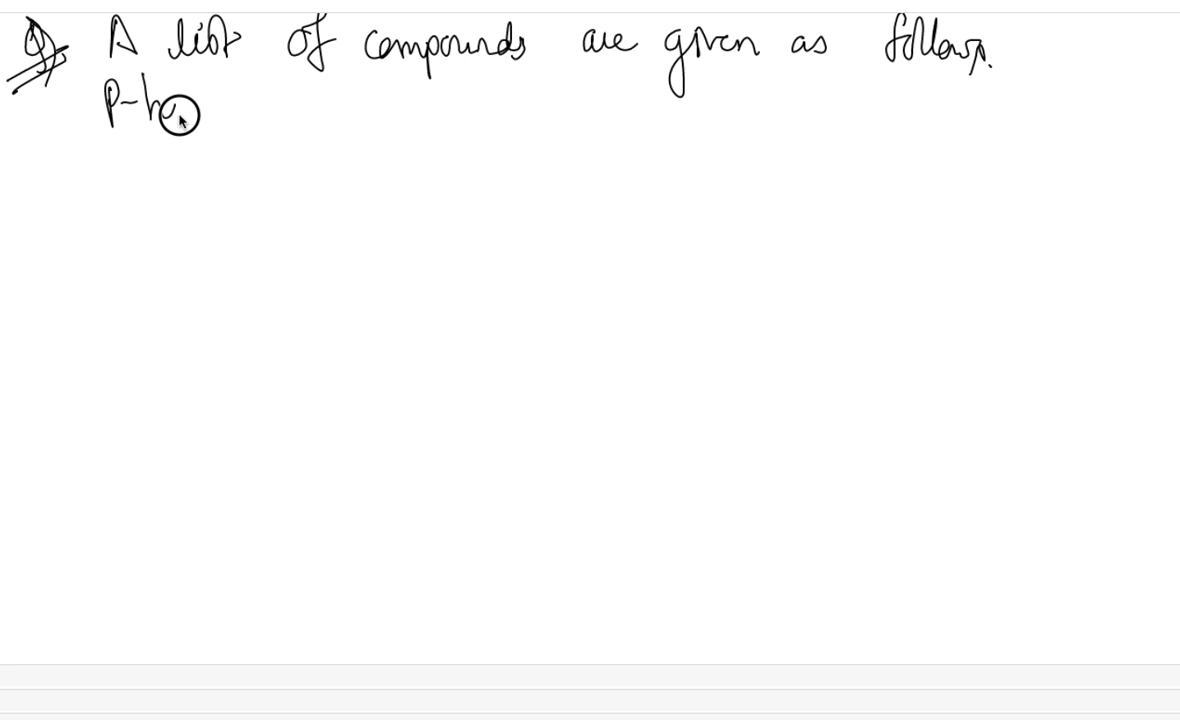 Q) A list of compounds are given as follows.
P-h